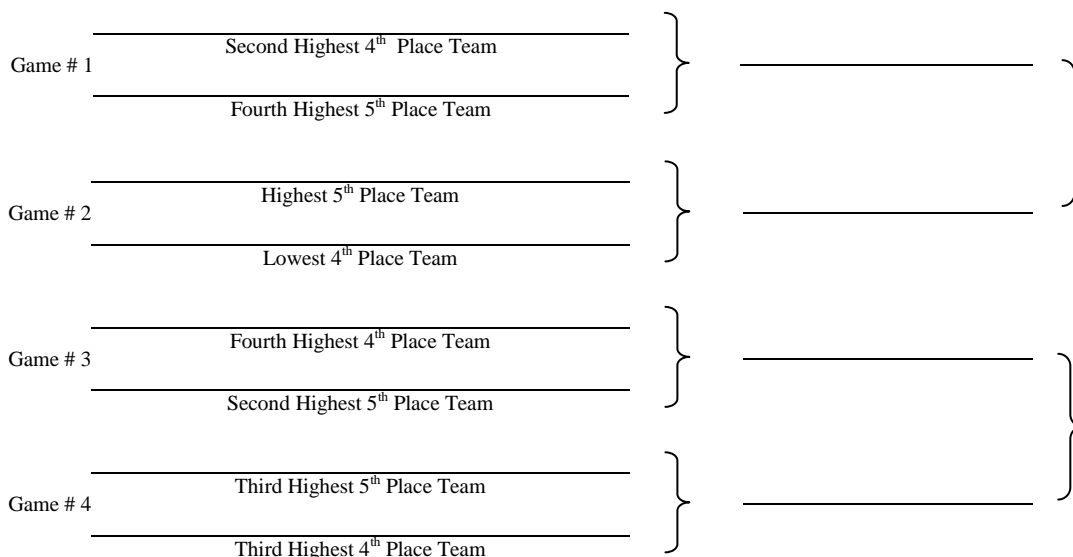 Second Highest 4th Place Team
Game # 1
Fourth Highest 5th Place Team
Highest 5th Place Team
Game # 2
Lowest 4th Place Team
Fourth Highest 4th Place Team
Game # 3
Second Highest 5th Place Team
Third Highest 5th Place Team
Game # 4
Third Highest 4th Place Team